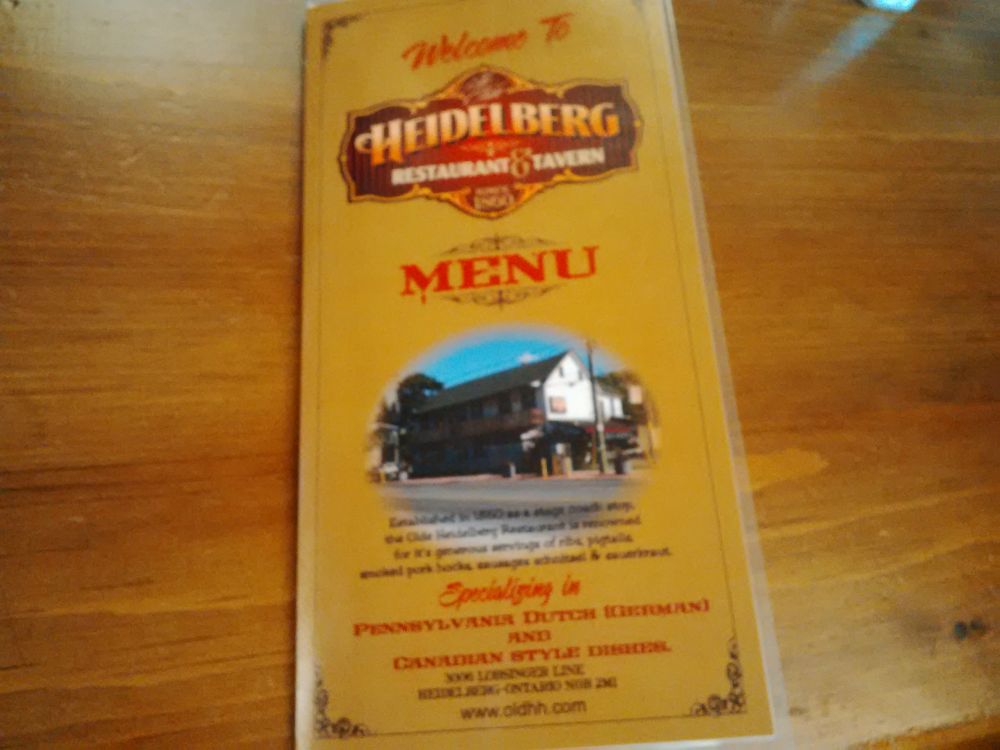 Welcome To
Olde
HEIDELBERG
RESTAURANT & TAVERN
SINCE
1860
MENU
Established in 1860 as a stage coach stop,
the Olde Heidelberg Restaurant is renowned
for it's generous servings of ribs, pigtails,
smoked pork hocks, sausages schnitzel & sauerkraut.
Specializing in
PENNSYLVANIA DUTCH (GERMAN)
AND
CANADIAN STYLE DISHES.
3006 LOBSINGER LINE
HEIDELBERG-ONTARIO N0B 2M1
www.oldhh.com